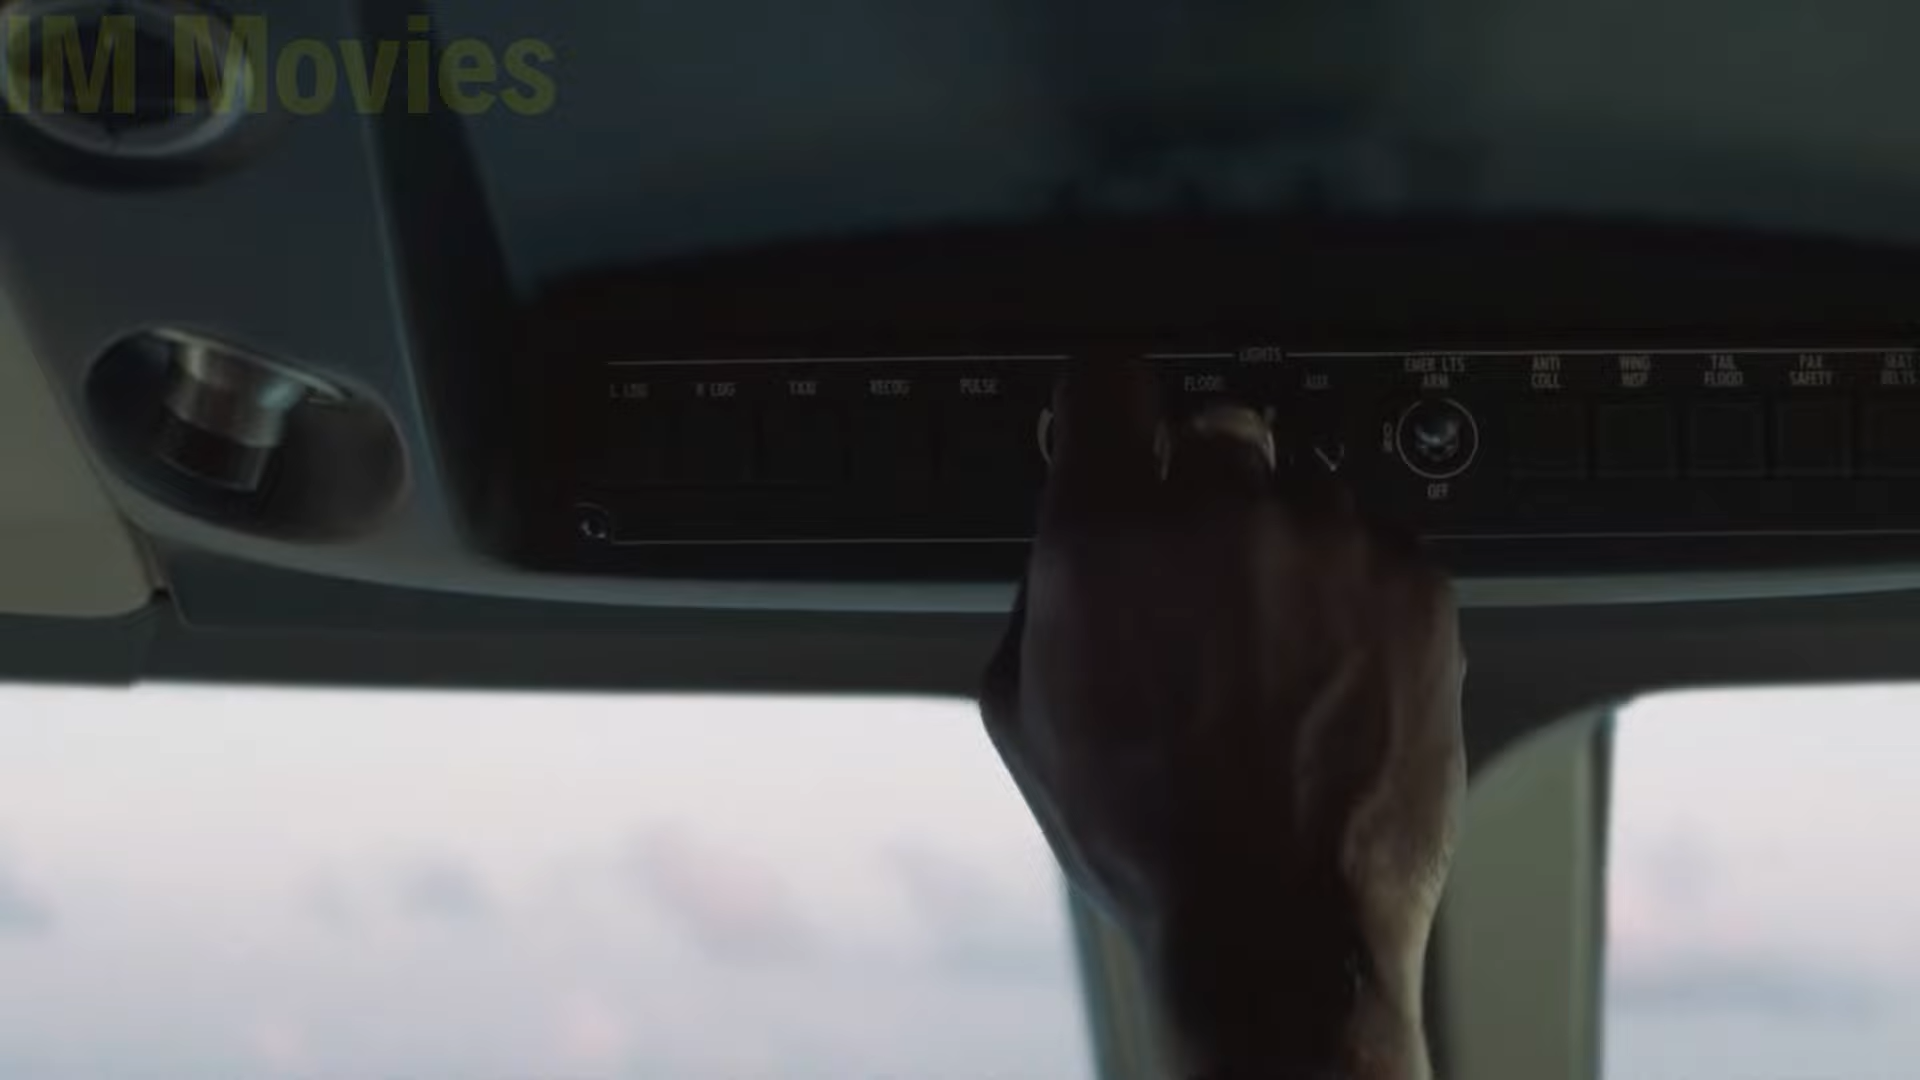 IM Movies
LIGHTS
L LDG R LDG TAXI RECOG PULSE FLOOD AUX EMER LTS ARM ANTI COLL WING INSP TAIL FLOOD PAX SAFETY SEAT BELTS
OFF